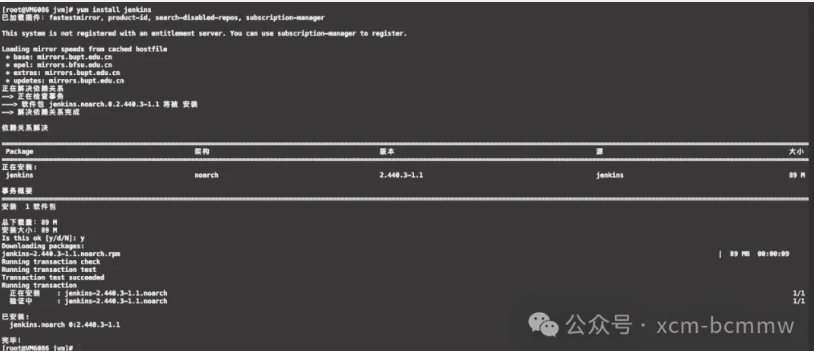 [root@VM6086 jvm]# yum install jenkins
已加载插件：fastestmirror, product-id, search-disabled-repos, subscription-manager
This system is not registered with an entitlement server. You can use subscription-manager to register.
Loading mirror speeds from cached hostfile
* base: mirrors.bupt.edu.cn
* epel: mirrors.bfsu.edu.cn
* extras: mirrors.bupt.edu.cn
* updates: mirrors.bupt.edu.cn
正在解决依赖关系
--> 正在检查事务
---> 软件包 jenkins.noarch.0.2.440.3-1.1 将被 安装
--> 解决依赖关系完成
依赖关系解决
Package 架构 版本 源 大小
正在安装:
jenkins noarch 2.440.3-1.1 jenkins 89 M
事务概要
安装 1 软件包
总下载量：89 M
安装大小：89 M
Is this ok [y/d/N]: y
Downloading packages:
jenkins-2.440.3-1.1.noarch.rpm | 89 MB 00:00:09
Running transaction check
Running transaction test
Transaction test succeeded
Running transaction
正在安装 : jenkins-2.440.3-1.1.noarch 1/1
验证中 : jenkins-2.440.3-1.1.noarch 1/1
已安装:
jenkins.noarch 0:2.440.3-1.1
完毕！
[root@VM6086 jvm]#
公众号 · xcm-bcmmw